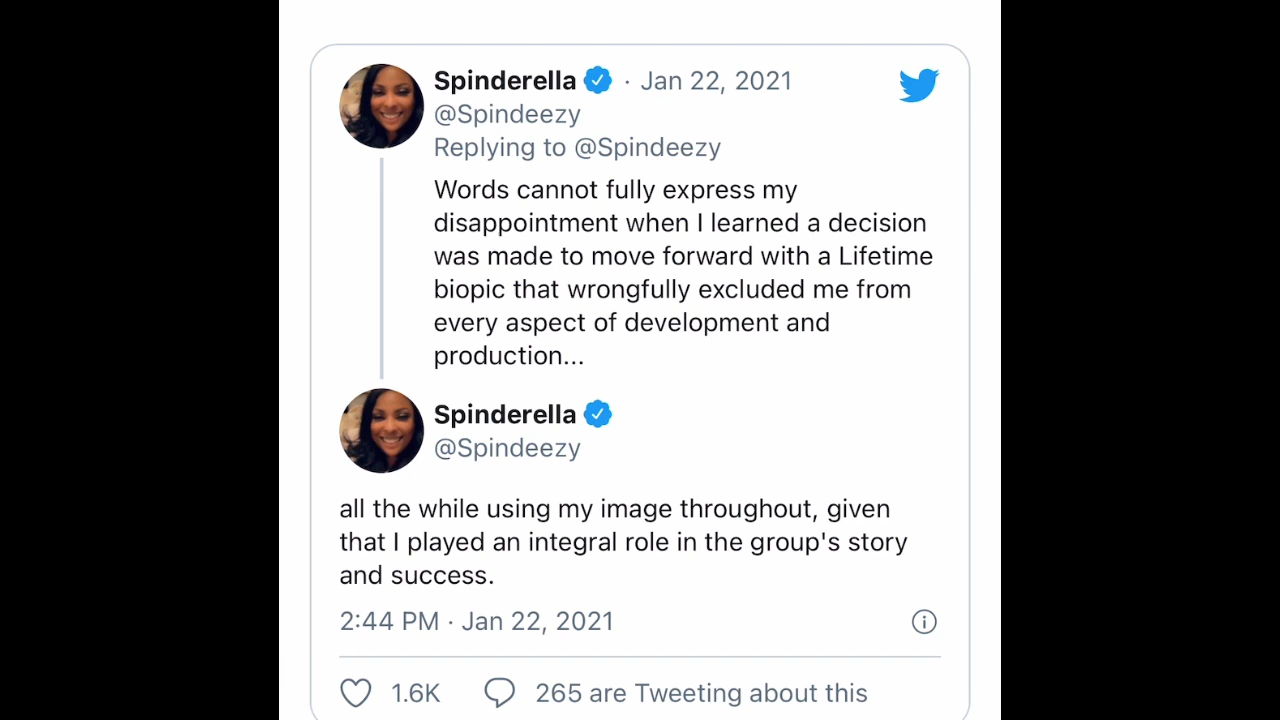 Spinderella · Jan 22, 2021
@Spindeezy
Replying to @Spindeezy
Words cannot fully express my
disappointment when I learned a decision
was made to move forward with a Lifetime
biopic that wrongfully excluded me from
every aspect of development and
production...
Spinderella
@Spindeezy
all the while using my image throughout, given
that I played an integral role in the group's story
and success.
2:44 PM · Jan 22, 2021
1.6K 265 are Tweeting about this